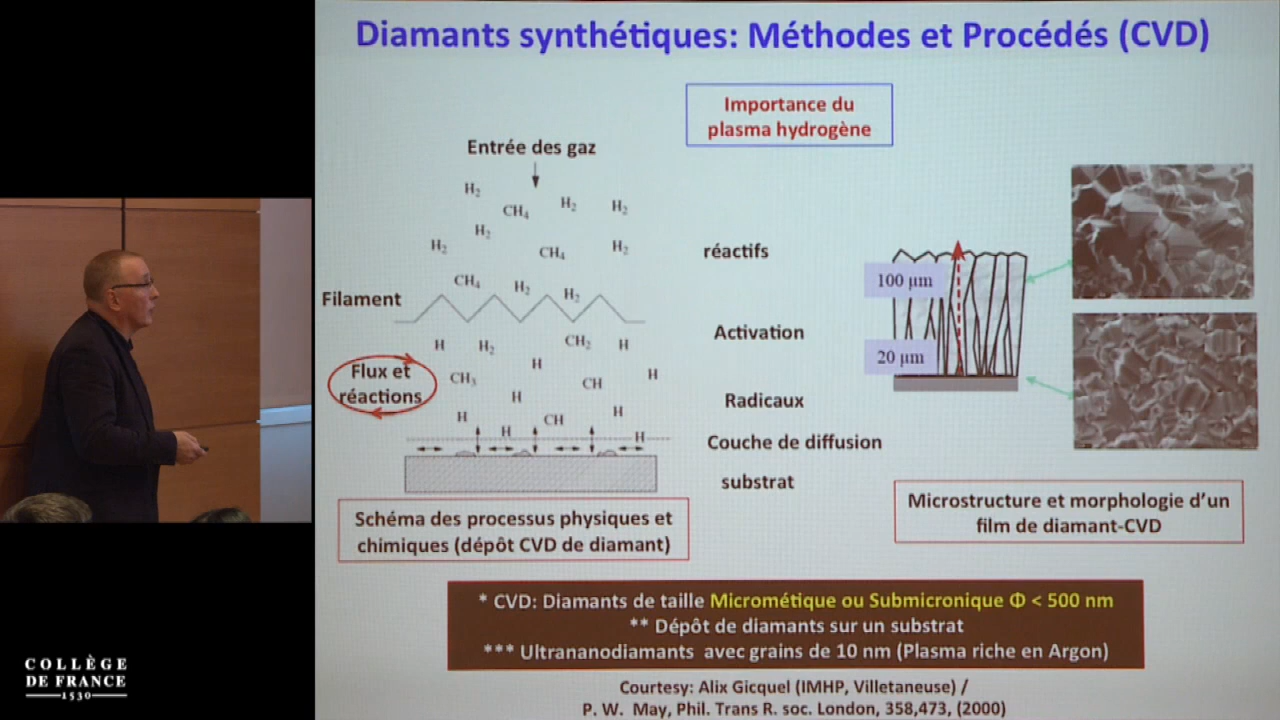 Diamants synthétiques: Méthodes et Procédés (CVD)
Importance du
plasma hydrogène
Entrée des gaz
H2
CH4
H2
H2
H2
H2
CH4
H2
CH4
H2
H2
Filament
H
H2
CH2
H
H
CH3
CH
H
Flux et
réactions
H
H
CH
H
H
H
réactifs
Activation
Radicaux
Couche de diffusion
substrat
100 µm
20 µm
Schéma des processus physiques et
chimiques (dépôt CVD de diamant)
Microstructure et morphologie d’un
film de diamant-CVD
* CVD: Diamants de taille Micrométique ou Submicronique Φ < 500 nm
** Dépôt de diamants sur un substrat
*** Ultrananodiamants avec grains de 10 nm (Plasma riche en Argon)
Courtesy: Alix Gicquel (IMHP, Villetaneuse) /
P. W. May, Phil. Trans R. soc. London, 358,473, (2000)
COLLÈGE
DE FRANCE
1530